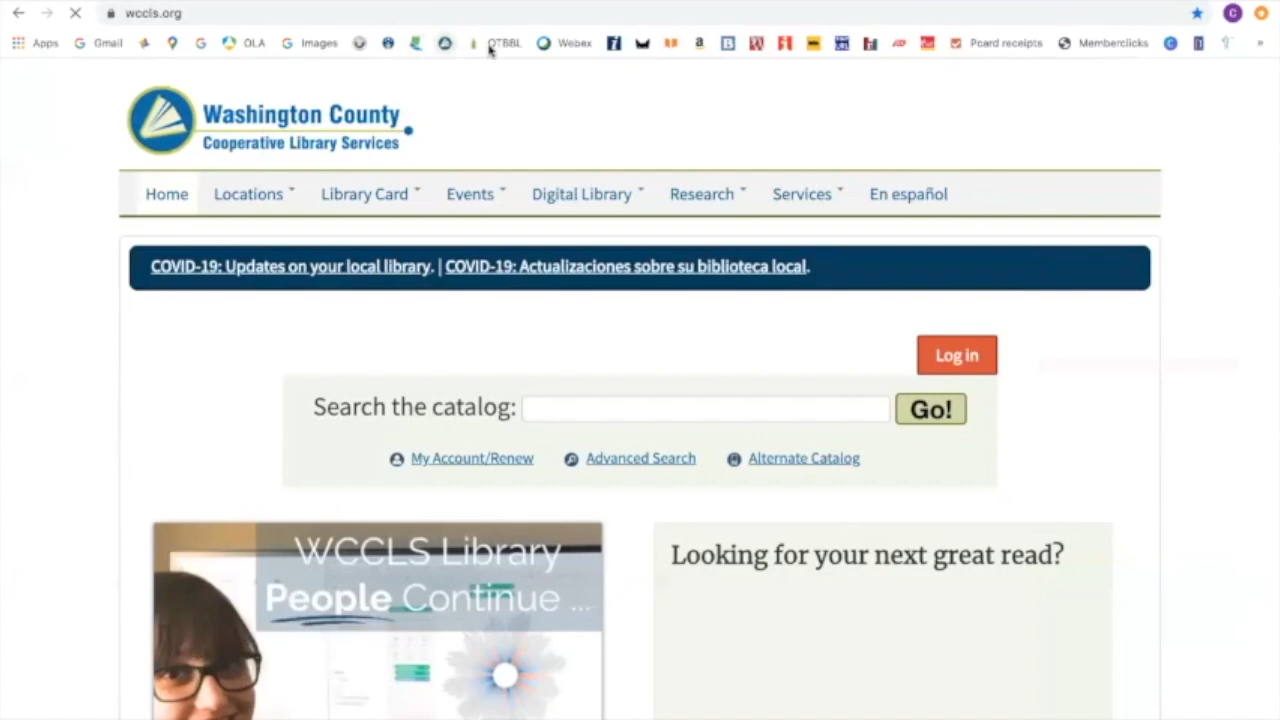 wccls.org
Apps Gmail OLA Images OTBBL Webex Pcard receipts Memberclicks »
Washington County
Cooperative Library Services
Home Locations Library Card Events Digital Library Research Services En español
COVID-19: Updates on your local library. | COVID-19: Actualizaciones sobre su biblioteca local.
Log in
Search the catalog: Go!
My Account/Renew Advanced Search Alternate Catalog
WCCLS Library
People Continue ...
Looking for your next great read?